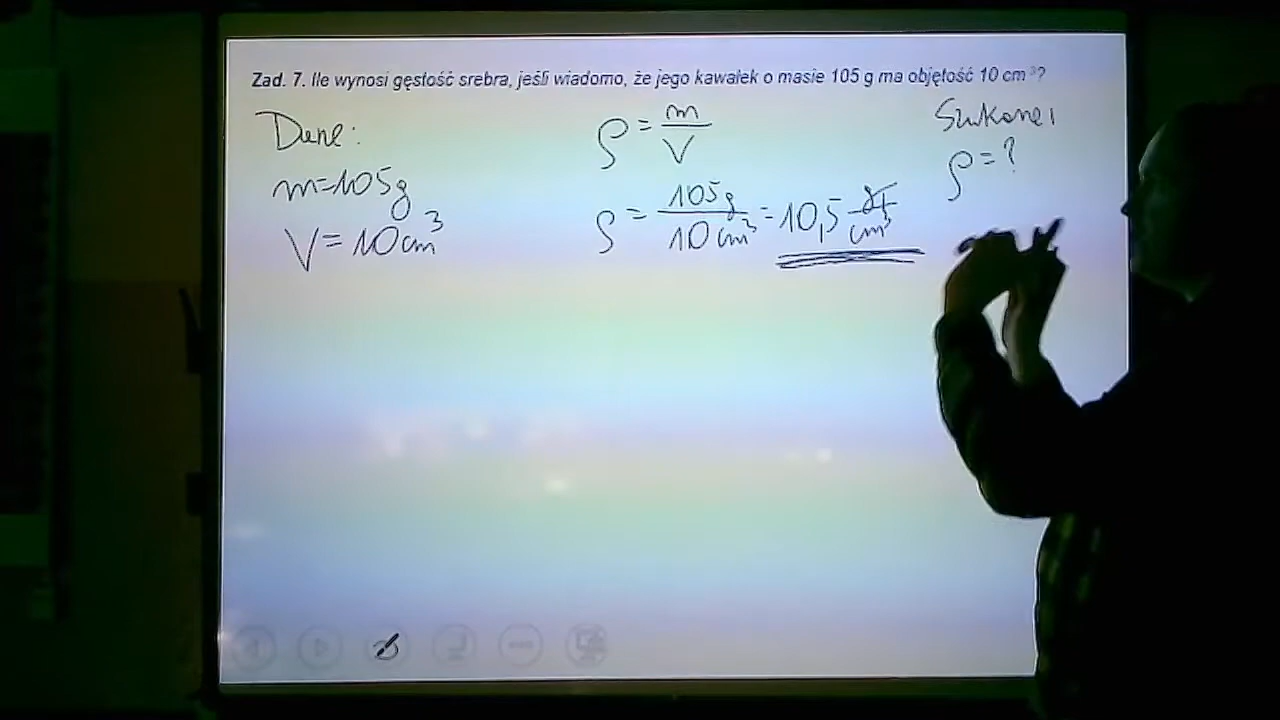 Zad. 7. Ile wynosi gęstość srebra, jeśli wiadomo, że jego kawałek o masie 105 g ma objętość 10 cm³?
Dane:
m=105g
V=10cm³
ρ=m/V
ρ=105g/10cm³=10,5 g/cm³
Szukane:
ρ=?